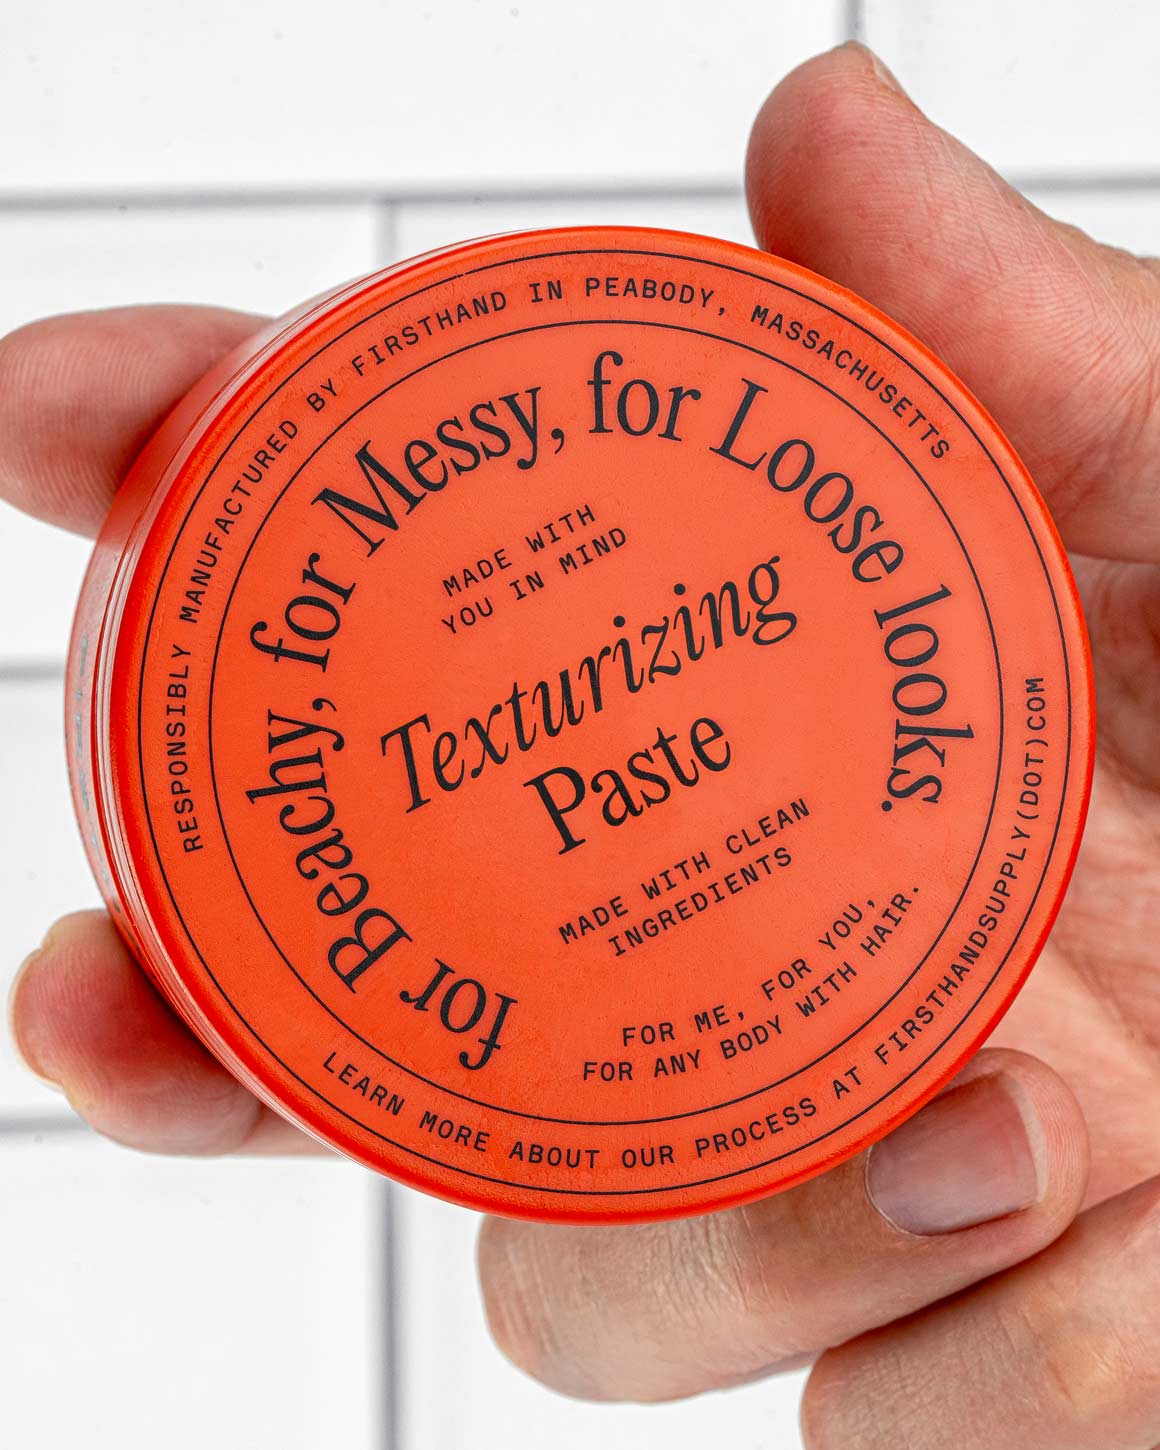 RESPONSIBLY MANUFACTURED BY FIRSTHAND IN PEABODY, MASSACHUSETTS
for Beachy, for Messy, for Loose looks.
MADE WITH
YOU IN MIND
Texturizing
Paste
MADE WITH CLEAN
INGREDIENTS
FOR ME, FOR YOU,
FOR ANY BODY WITH HAIR.
LEARN MORE ABOUT OUR PROCESS AT FIRSTHANDSUPPLY(DOT)COM